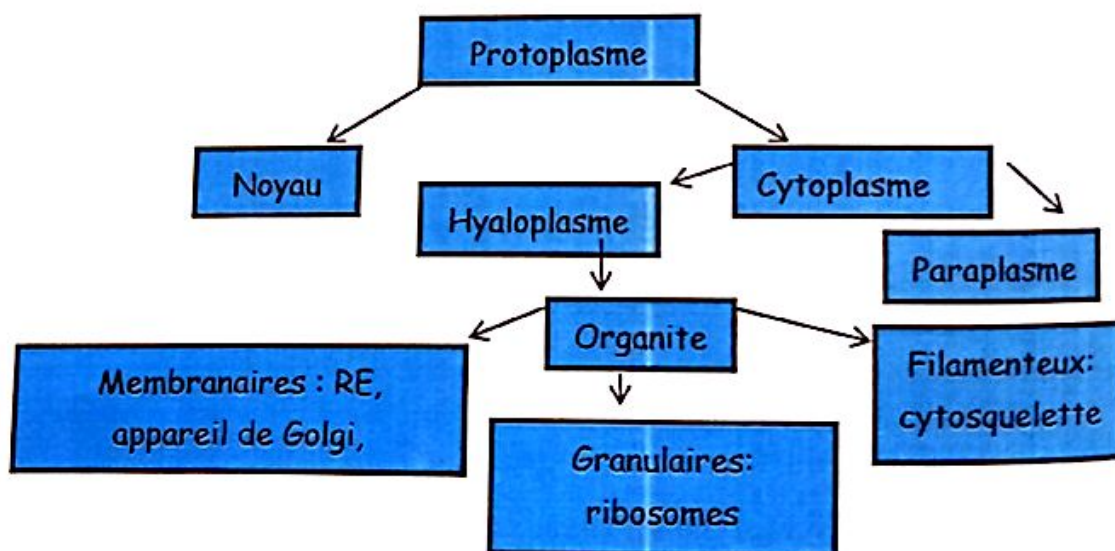 Protoplasme
Noyau
Cytoplasme
Hyaloplasme
Paraplasme
Organite
Membranaires : RE,
appareil de Golgi,
Filamenteux:
cytosquelette
Granulaires:
ribosomes